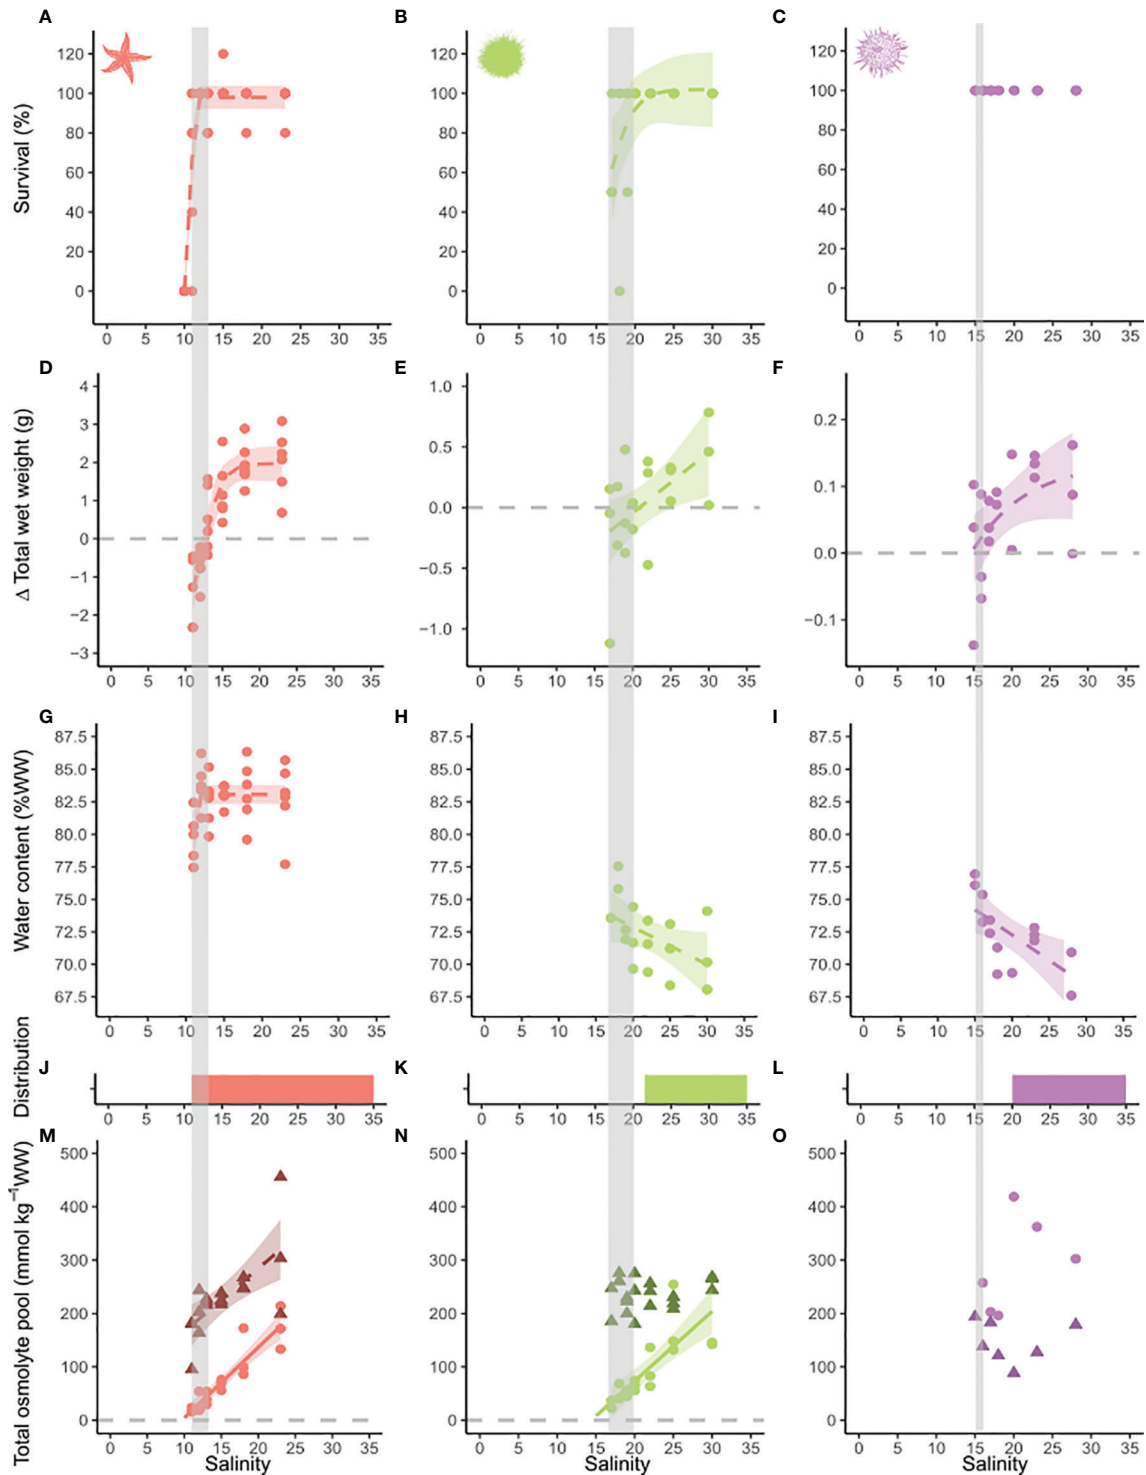 A B C
Survival (%)
120 100 80 60 40 20 0
120 100 80 60 40 20 0
120 100 80 60 40 20 0
0 5 10 15 20 25 30 35
0 5 10 15 20 25 30 35
0 5 10 15 20 25 30 35
D E F
Δ Total wet weight (g)
4 3 2 1 0 −1 −2 −3
1.0 0.5 0.0 −0.5 −1.0
0.2 0.1 0.0 −0.1
0 5 10 15 20 25 30 35
0 5 10 15 20 25 30 35
0 5 10 15 20 25 30 35
G H I
Water content (%WW)
87.5 85.0 82.5 80.0 77.5 75.0 72.5 70.0 67.5
87.5 85.0 82.5 80.0 77.5 75.0 72.5 70.0 67.5
87.5 85.0 82.5 80.0 77.5 75.0 72.5 70.0 67.5
0 5 10 15 20 25 30 35
0 5 10 15 20 25 30 35
0 5 10 15 20 25 30 35
J K L
Distribution
0 5 10 15 20 25 30 35
0 5 10 15 20 25 30 35
0 5 10 15 20 25 30 35
M N O
Total osmolyte pool (mmol kg⁻¹WW)
500 400 300 200 100 0
500 400 300 200 100 0
500 400 300 200 100 0
0 5 10 15 20 25 30 35
0 5 10 15 20 25 30 35
0 5 10 15 20 25 30 35
Salinity Salinity Salinity